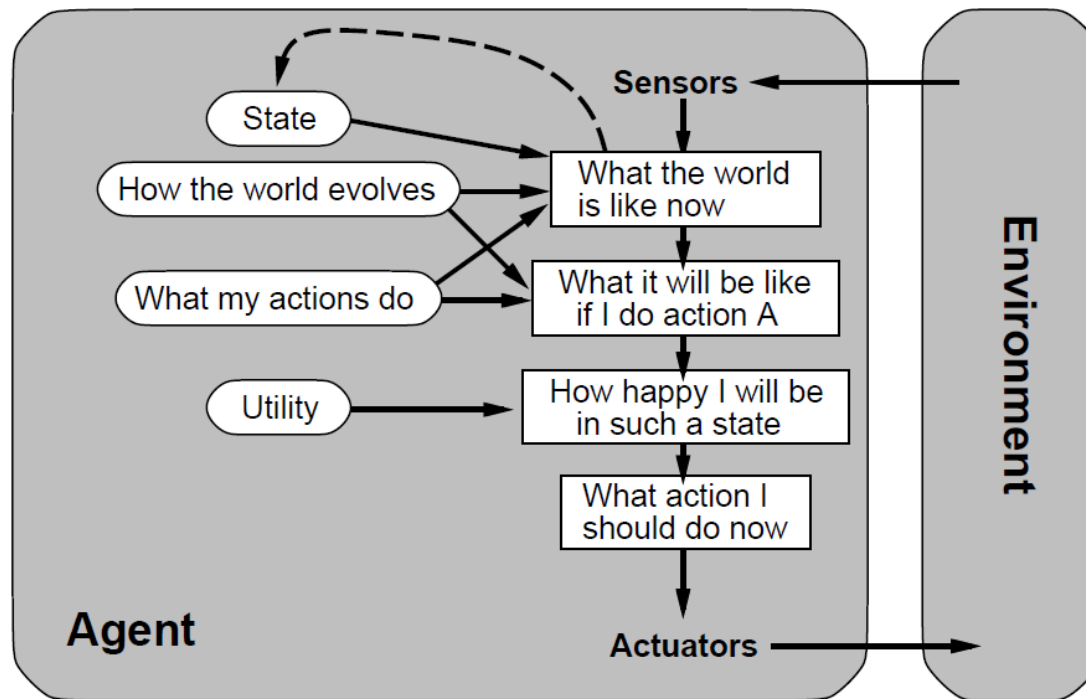 Sensors
State
What the world
is like now
How the world evolves
What it will be like
if I do action A
What my actions do
How happy I will be
in such a state
Utility
What action I
should do now
Agent
Actuators
Environment